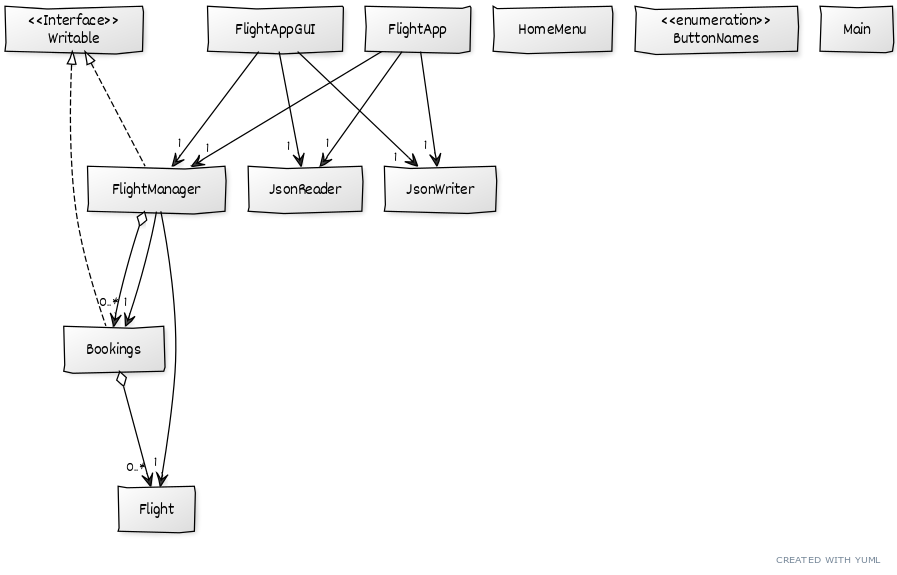 <<Interface>>
Writable
FlightAppGUI
FlightApp
HomeMenu
<<enumeration>>
ButtonNames
Main
1
1
1
1
1
1
FlightManager
JsonReader
JsonWriter
0..*
1
Bookings
0..*
1
Flight
CREATED WITH YUML